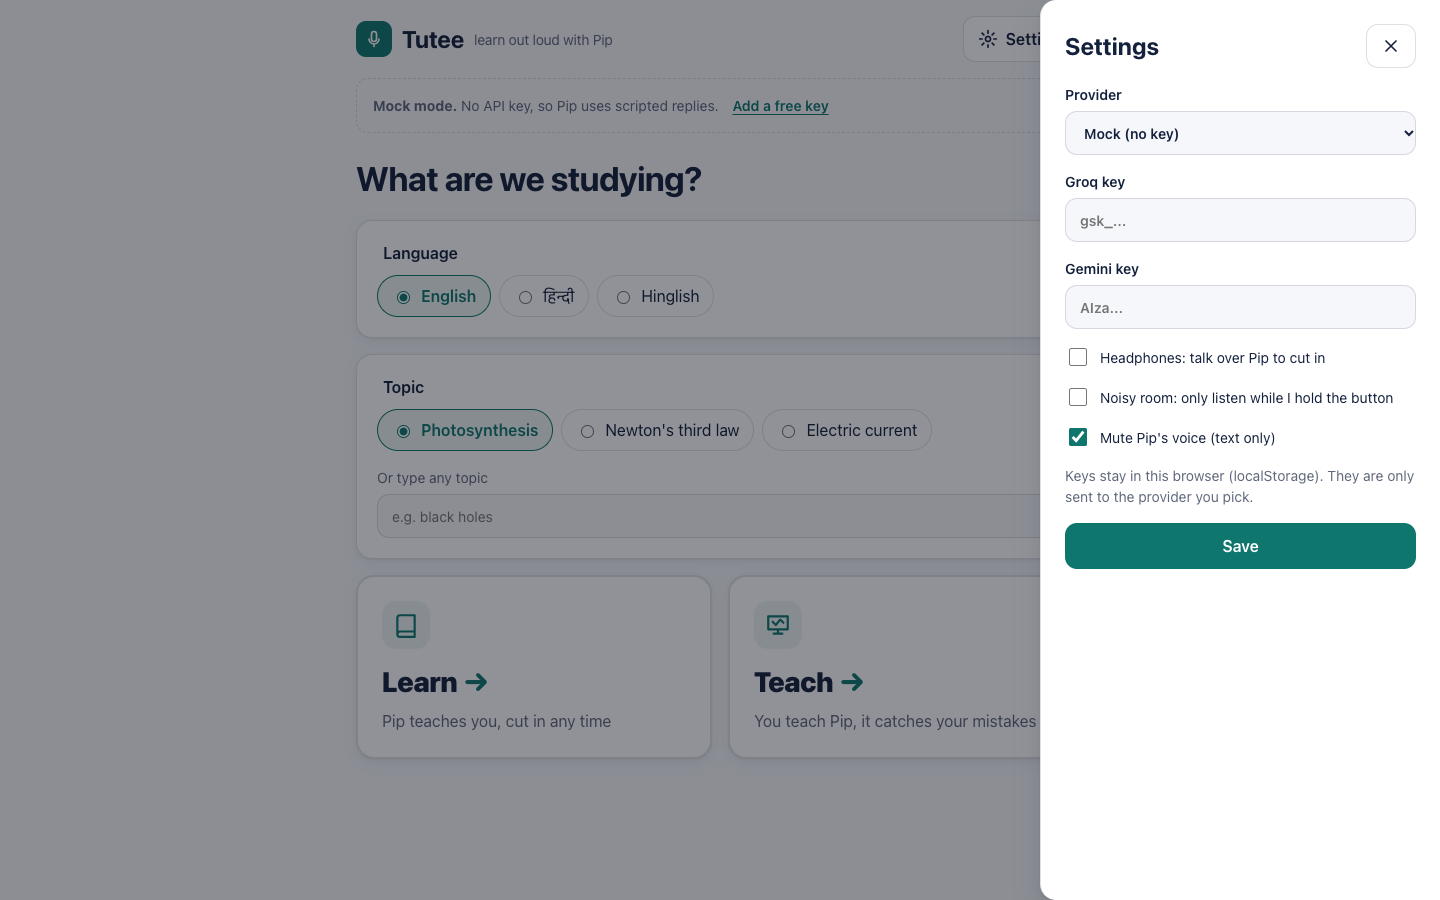 Tutee learn out loud with Pip
Setti
Mock mode. No API key, so Pip uses scripted replies. Add a free key
What are we studying?
Language
English
हिन्दी
Hinglish
Topic
Photosynthesis
Newton's third law
Electric current
Or type any topic
e.g. black holes
Learn →
Pip teaches you, cut in any time
Teach →
You teach Pip, it catches your mistakes
Settings
Provider
Mock (no key)
Groq key
gsk_...
Gemini key
AIza...
Headphones: talk over Pip to cut in
Noisy room: only listen while I hold the button
Mute Pip's voice (text only)
Keys stay in this browser (localStorage). They are only
sent to the provider you pick.
Save